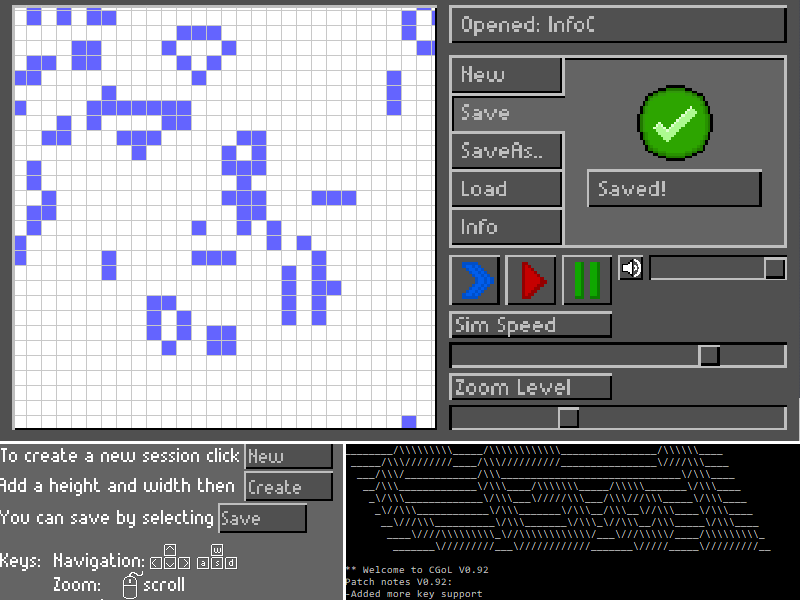 Opened: InfoC
New
Save
SaveAs..
Load
Info
Saved!
Sim Speed
Zoom Level
To create a new session click New
Add a height and width then Create
You can save by selecting Save
Keys: Navigation: ^ < v > w a s d
Zoom: scroll
** Welcome to CGoL V0.92
Patch notes V0.92:
-Added more key support